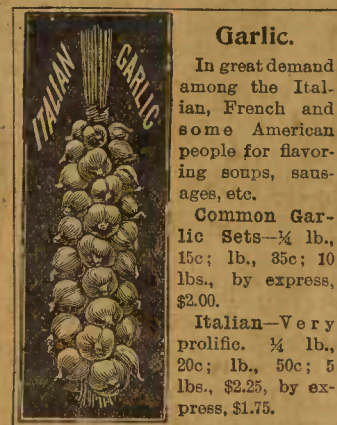 ITALIAN GARLIC
Garlic.
In great demand
among the Ital-
ian, French and
some American
people for flavor-
ing soups, saus-
ages, etc.
Common Gar-
lic Sets—¼ lb.,
15c; lb., 35c; 10
lbs., by express,
$2.00.
Italian—Very
prolific. ¼ lb.,
20c; lb., 50c; 5
lbs., $2.25, by ex-
press, $1.75.